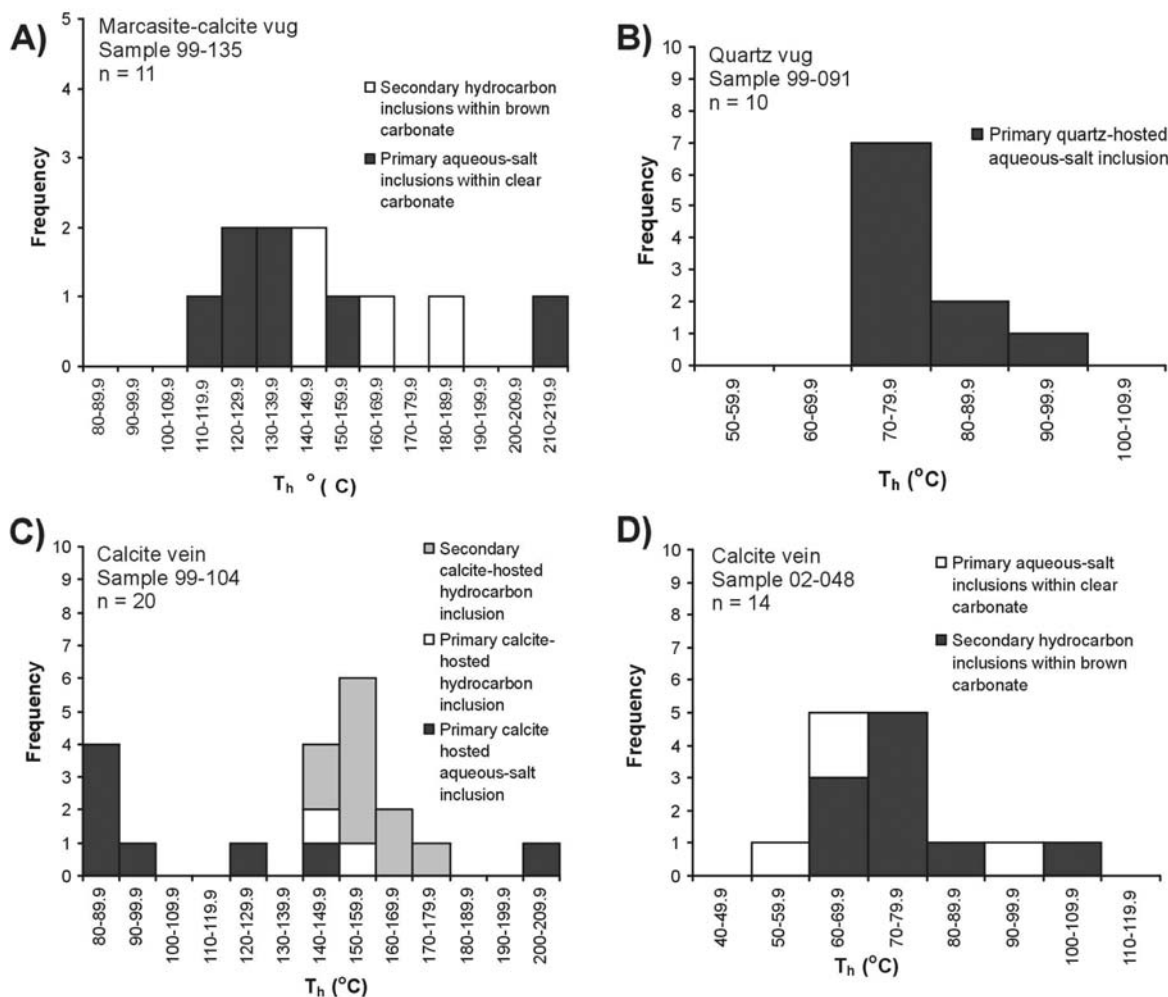 A)
Marcasite-calcite vug
Sample 99-135
n = 11
Secondary hydrocarbon
inclusions within brown
carbonate
Primary aqueous-salt
inclusions within clear
carbonate
Frequency
5
4
3
2
1
0
80-89.9
90-99.9
100-109.9
110-119.9
120-129.9
130-139.9
140-149.9
150-159.9
160-169.9
170-179.9
180-189.9
190-199.9
200-209.9
210-219.9
Th ° ( C)
B)
Quartz vug
Sample 99-091
n = 10
Primary quartz-hosted
aqueous-salt inclusion
Frequency
10
9
8
7
6
5
4
3
2
1
0
50-59.9
60-69.9
70-79.9
80-89.9
90-99.9
100-109.9
Th (°C)
C)
Calcite vein
Sample 99-104
n = 20
Secondary
calcite-hosted
hydrocarbon
inclusion
Primary calcite-
hosted
hydrocarbon
inclusion
Primary calcite
hosted
aqueous-salt
inclusion
Frequency
10
9
8
7
6
5
4
3
2
1
0
80-89.9
90-99.9
100-109.9
110-119.9
120-129.9
130-139.9
140-149.9
150-159.9
160-169.9
170-179.9
180-189.9
190-199.9
200-209.9
Th (°C)
D)
Calcite vein
Sample 02-048
n = 14
Primary aqueous-salt
inclusions within clear
carbonate
Secondary hydrocarbon
inclusions within brown
carbonate
Frequency
10
9
8
7
6
5
4
3
2
1
0
40-49.9
50-59.9
60-69.9
70-79.9
80-89.9
90-99.9
100-109.9
110-119.9
Th (°C)